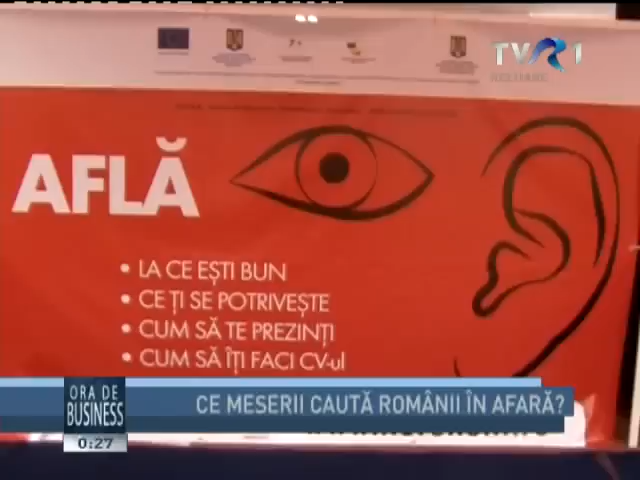 TVR1
RELUARE
AFLĂ
• LA CE EȘTI BUN
• CE ȚI SE POTRIVEȘTE
• CUM SĂ TE PREZINȚI
• CUM SĂ ÎȚI FACI CV-ul
ORA DE
BUSINESS
CE MESERII CAUTĂ ROMÂNII ÎN AFARĂ?
0:27